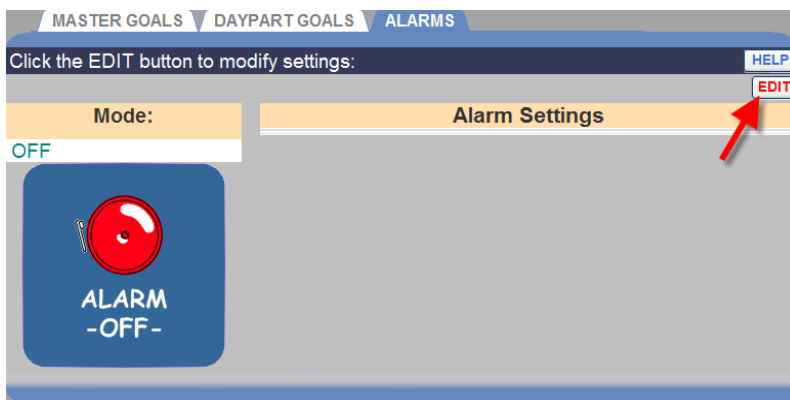 MASTER GOALS DAYPART GOALS ALARMS
Click the EDIT button to modify settings: HELP
EDIT
Mode: Alarm Settings
OFF
ALARM
-OFF-